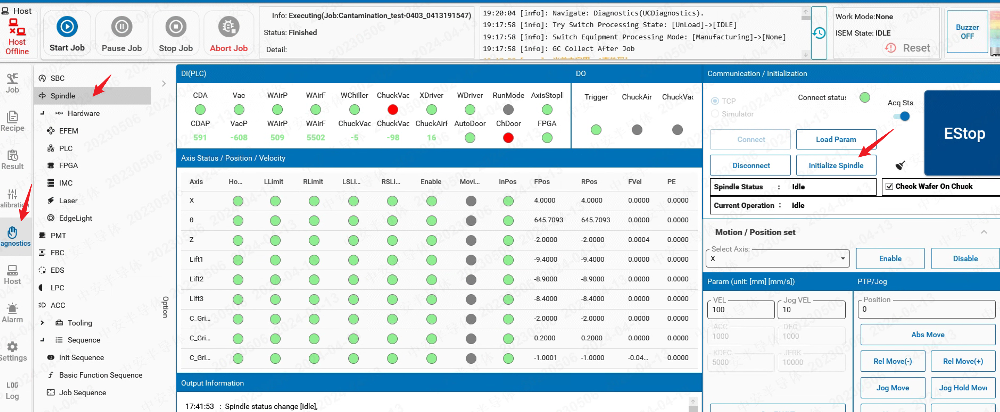 Host
Host
Offline
Start Job
Pause Job
Stop Job
Abort Job
Info: Executing(Job:Cantamination_test-0403_0413191547)
Status: Finished
Detail:
19:20:04 [info]: Navigate: Diagnostics(UCDiagnostics).
19:17:58 [info]: Try Switch Processing State: [UnLoad]->[IDLE]
19:17:58 [info]: Switch Equipment Processing Mode: [Manufacturing]->[None]
19:17:58 [info]: GC Collect After Job
Work Mode:None
ISEM State: IDLE
Reset
Buzzer
OFF
Job
Recipe
Result
alibration
iagnostics
Host
Alarm
Settings
LOG
Log
SBC
Spindle
Hardware
EFEM
PLC
FPGA
IMC
Laser
EdgeLight
PMT
FBC
EDS
LPC
ACC
Tooling
Sequence
Init Sequence
Basic Function Sequence
Job Sequence
Option
DI(PLC)
CDA Vac WAirP WAirF WChiller ChuckVac XDriver WDriver RunMode AxisStopll
CDAP VacP WAirP WAirF ChuckVac ChuckVac ChuckAirF AutoDoor ChDoor FPGA
591 -608 509 5502 -5 -98 16
DO
Trigger ChuckAir ChuckVac
Axis Status / Position / Velocity
Axis Ho... LLimit RLimit LSLi... RSLi... Enable Movi... InPos FPos RPos FVel PE
X 4.0000 4.0000 0.0000 0.0000
θ 645.7093 645.7093 0.0000 0.0000
Z -2.0000 -2.0000 0.0004 0.0000
Lift1 -9.4000 -9.4000 0.0000 0.0000
Lift2 -8.9000 -8.9000 0.0000 0.0000
Lift3 -8.4000 -8.4000 0.0000 0.0000
C_Gri... -2.0000 -2.0000 0.0000 0.0000
C_Gri... 0.2000 0.2000 0.0000 0.0000
C_Gri... -1.0001 -1.0000 -0.04... 0.0000
Output Information
17:41:53 : Spindle status change [Idle],
Communication / Initialization
TCP
Simulator
Connect status
Acq Sts
EStop
Connect
Load Param
Disconnect
Initialize Spindle
Spindle Status : Idle
Check Wafer On Chuck
Current Operation : Idle
Motion / Position set
Select Axis:
X
Enable
Disable
Param (unit: [mm] [mm/s])
VEL
100
Jog VEL
10
ACC
1000
DEC
1000
KDEC
5000
JERK
10000
PTP/Jog
Position
0
Abs Move
Rel Move(-)
Rel Move(+)
Jog Move
Jog Hold Move
中安半导体 20230506 2024-04-13